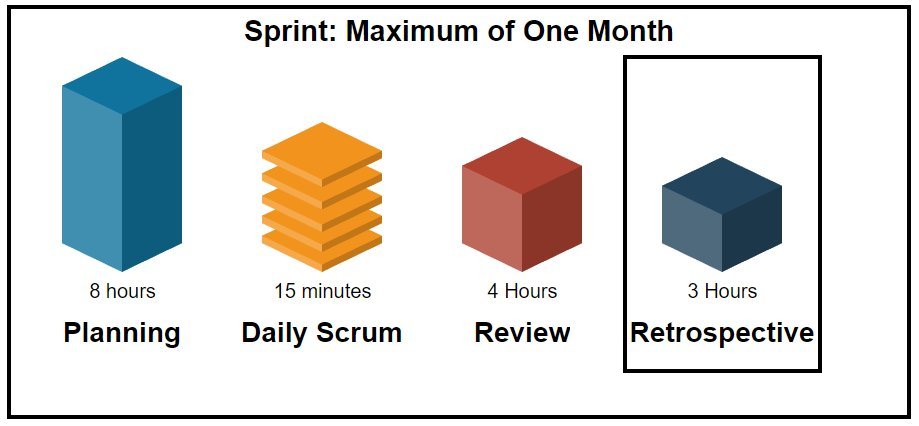 Sprint: Maximum of One Month
8 hours
15 minutes
4 Hours
3 Hours
Planning
Daily Scrum
Review
Retrospective